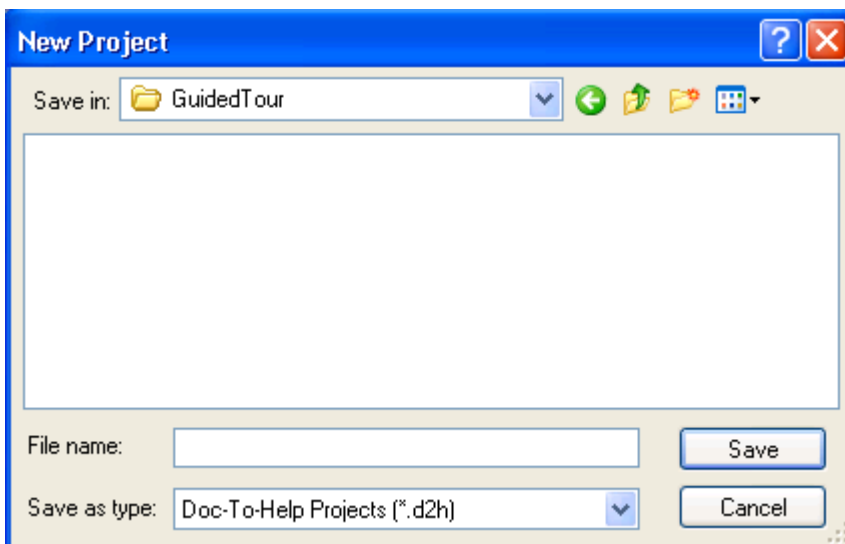 New Project
Save in: GuidedTour
File name:
Save
Save as type: Doc-To-Help Projects (*.d2h)
Cancel